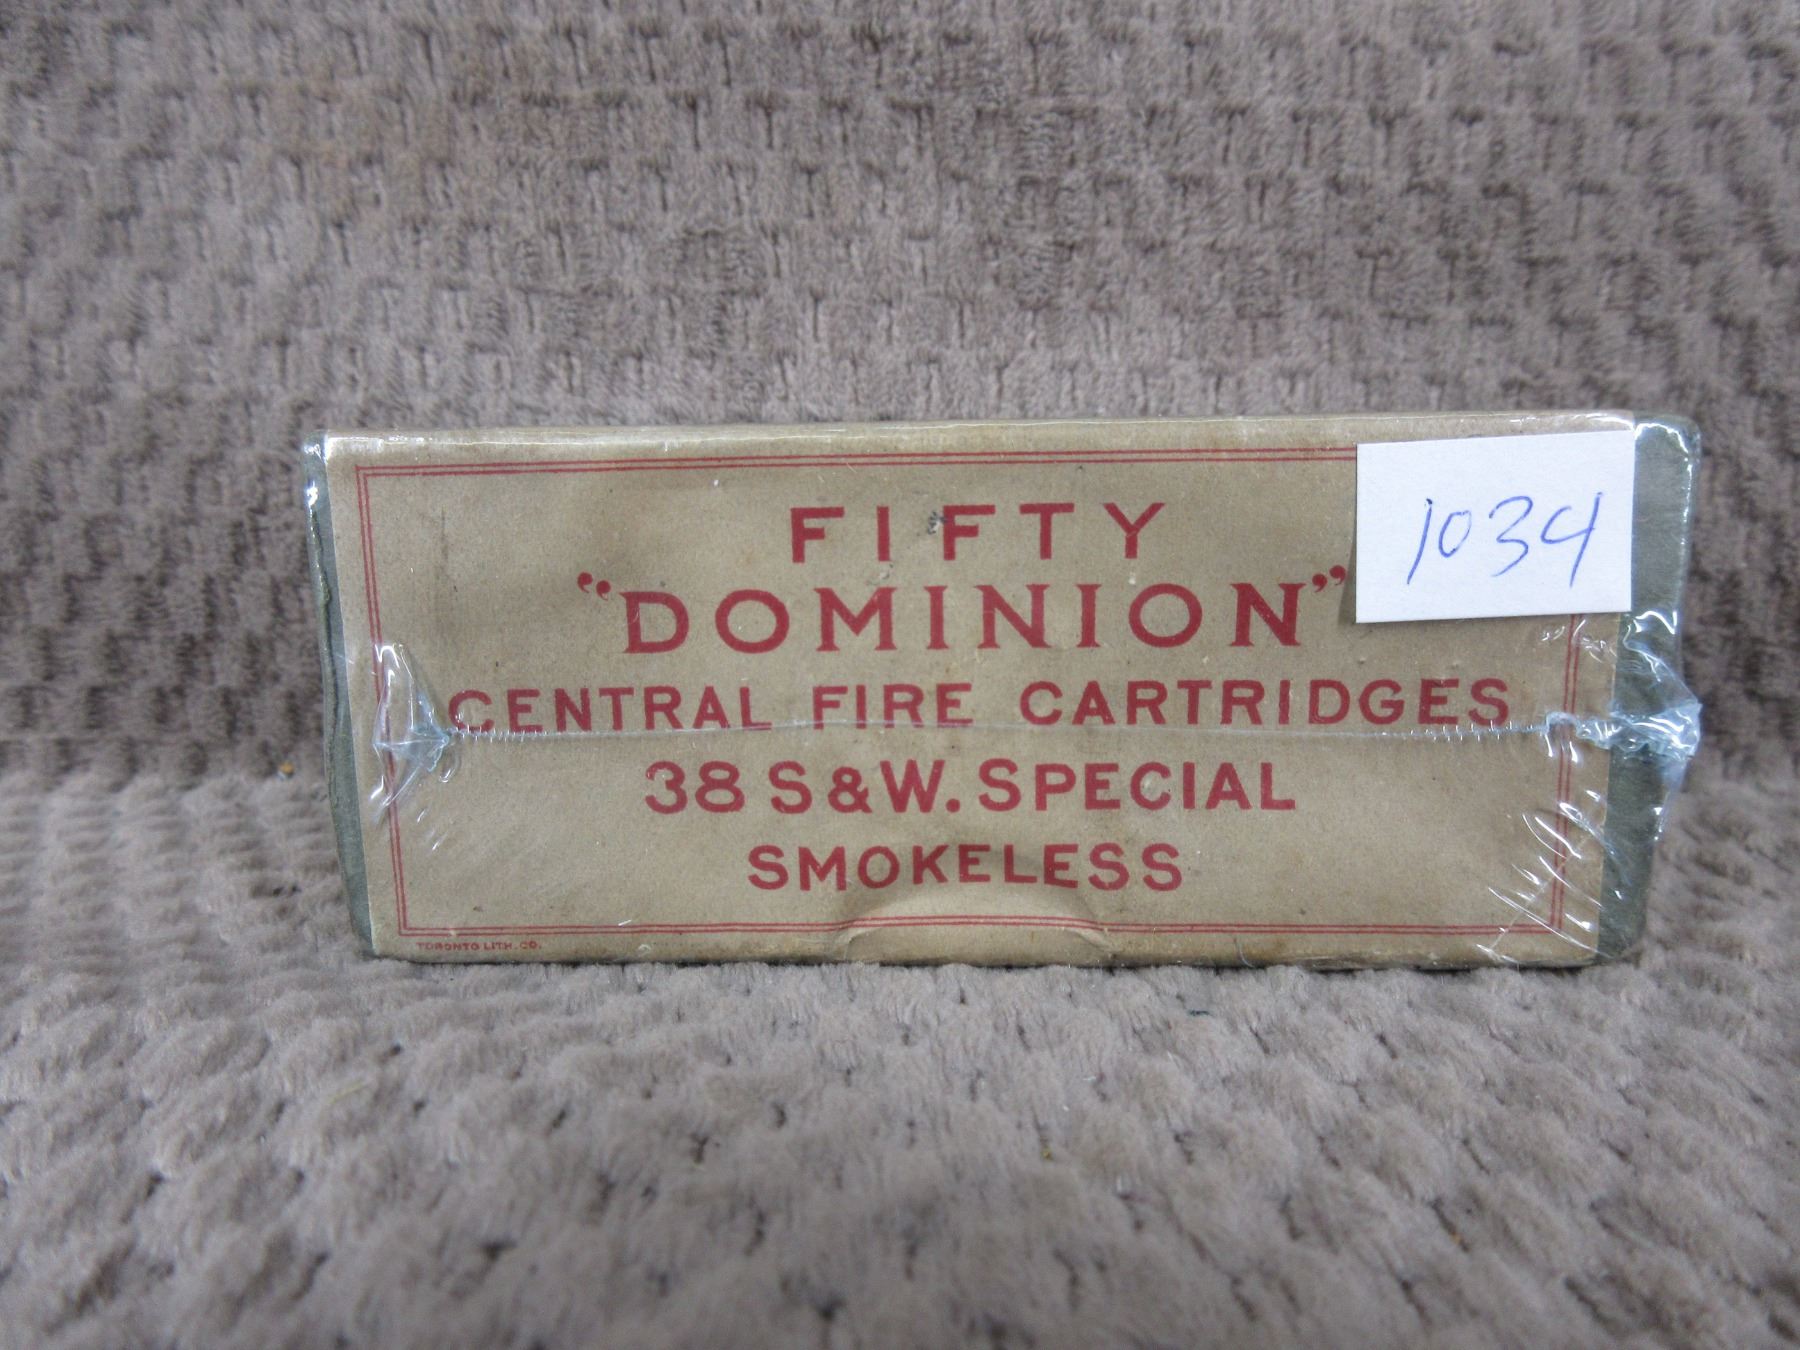 FIFTY
1034
“DOMINION”
CENTRAL FIRE CARTRIDGES
38 S&W. SPECIAL
SMOKELESS
TORONTO LITH. CO.